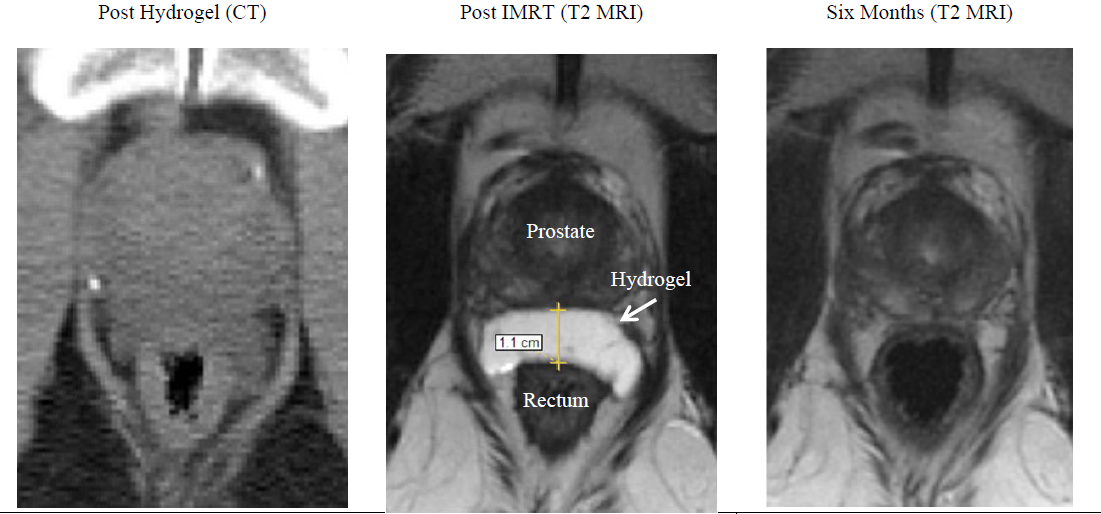 Post Hydrogel (CT)
Post IMRT (T2 MRI)
Six Months (T2 MRI)
Prostate
Hydrogel
1.1 cm
Rectum